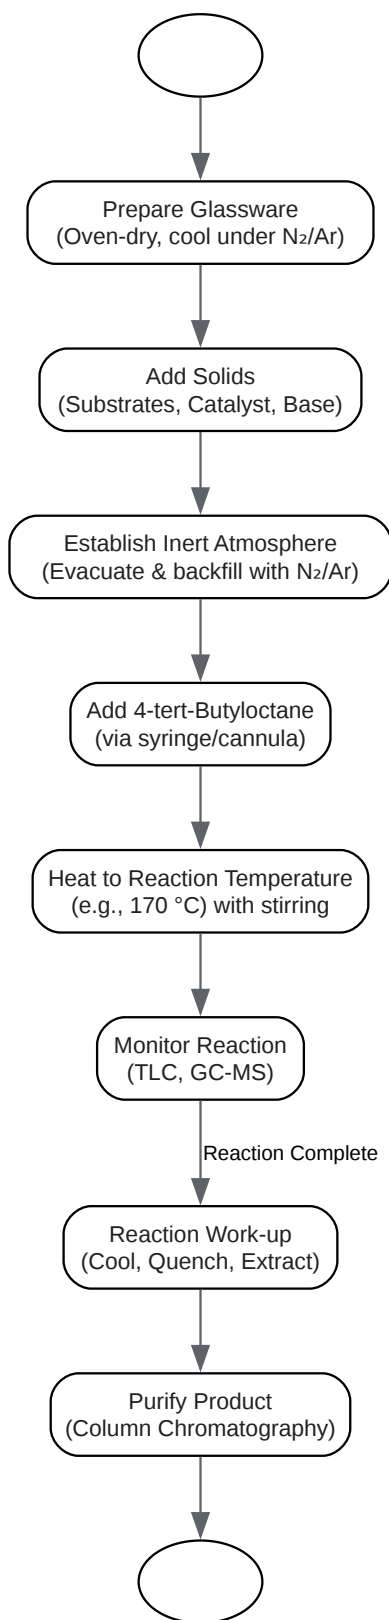 Prepare Glassware
(Oven-dry, cool under N₂/Ar)
Add Solids
(Substrates, Catalyst, Base)
Establish Inert Atmosphere
(Evacuate & backfill with N₂/Ar)
Add 4-tert-Butyloctane
(via syringe/cannula)
Heat to Reaction Temperature
(e.g., 170 °C) with stirring
Monitor Reaction
(TLC, GC-MS)
Reaction Complete
Reaction Work-up
(Cool, Quench, Extract)
Purify Product
(Column Chromatography)